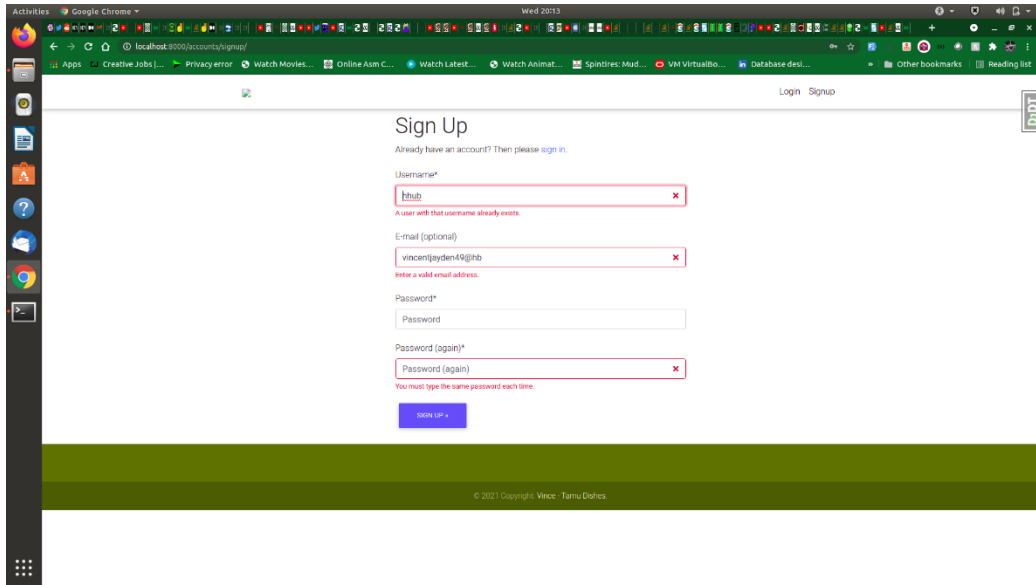 Activities Google Chrome ▾ Wed 20:13
localhost:8000/accounts/signup/
Apps Creative Jobs |... Privacy error Watch Movies... Online Asm C... Watch Latest... Watch Animat... Spintires: Mud... VM VirtualBo... Database desi... » Other bookmarks Reading list
Login Signup
DjDT
Sign Up
Already have an account? Then please sign in.
Username*
hhub
A user with that username already exists.
E-mail (optional)
vincentjayden49@hb
Enter a valid email address.
Password*
Password
Password (again)*
Password (again)
You must type the same password each time.
SIGN UP »
© 2021 Copyright: Vince - Tamu Dishes.